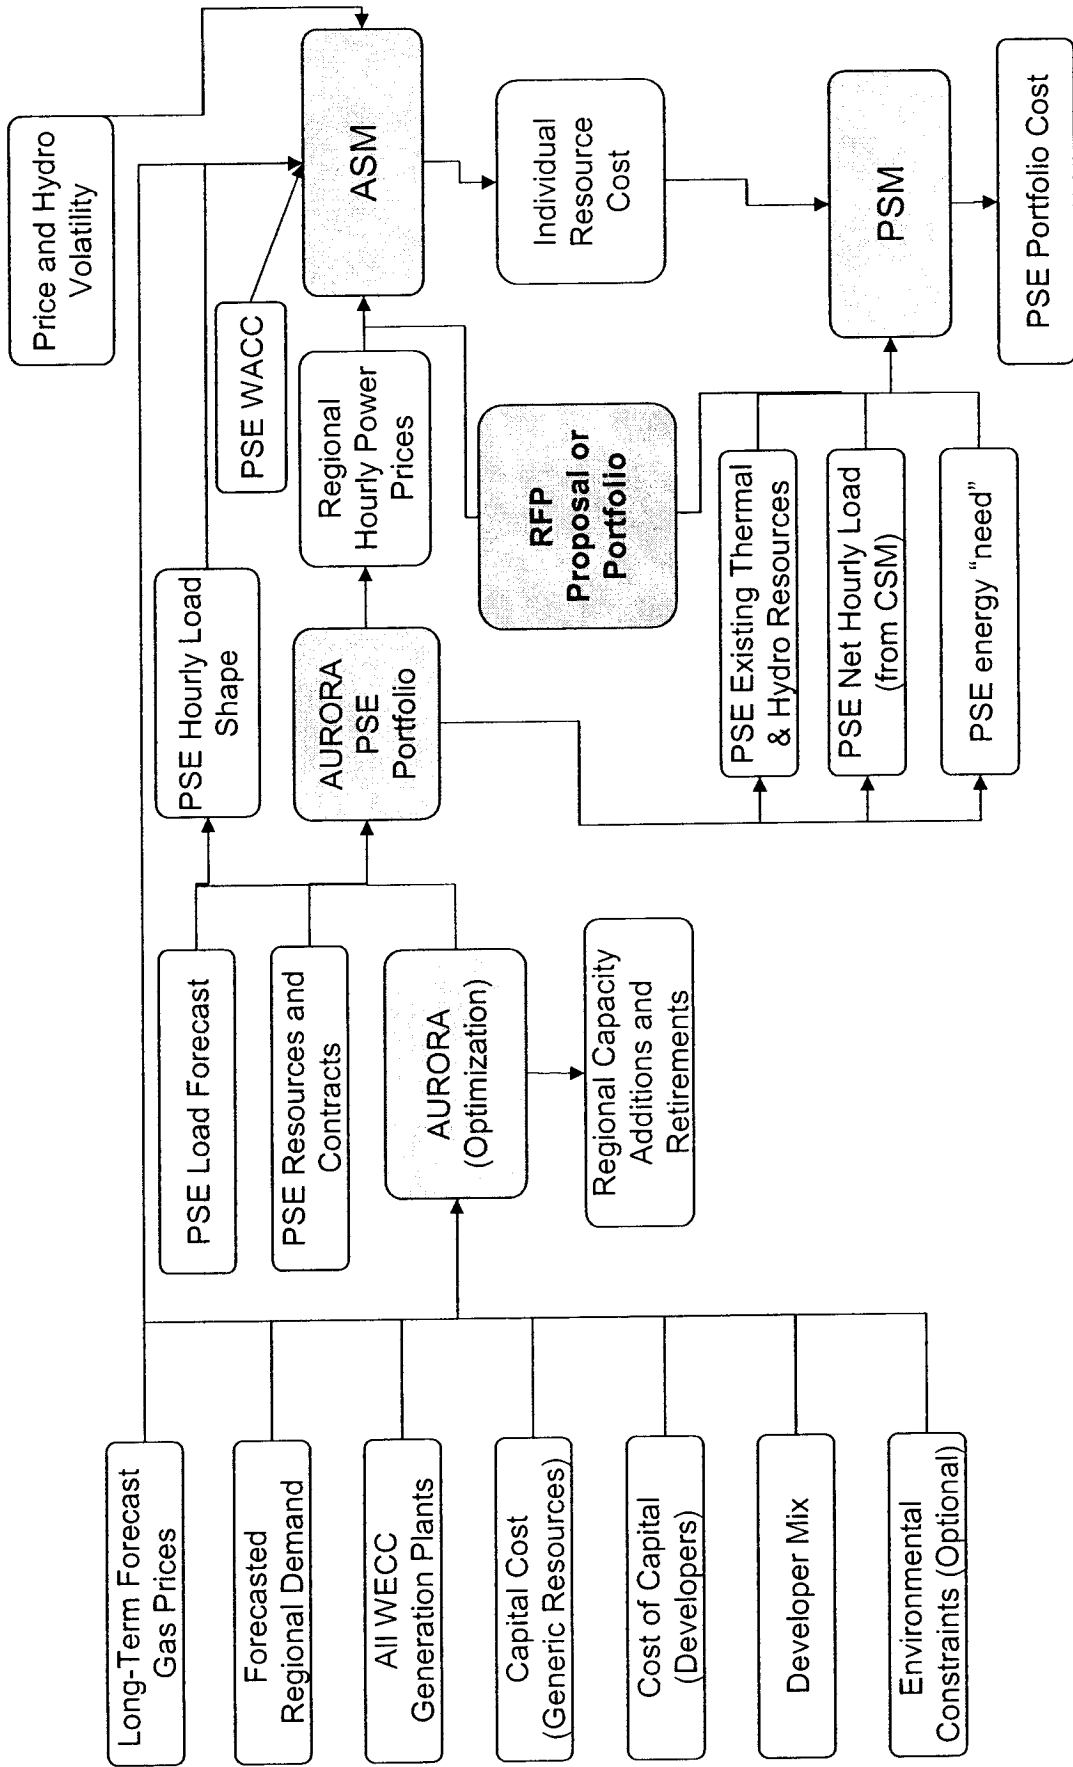 Long-Term Forecast
Gas Prices
Forecasted
Regional Demand
All WECC
Generation Plants
Capital Cost
(Generic Resources)
Cost of Capital
(Developers)
Developer Mix
Environmental
Constraints (Optional)
PSE Load Forecast
PSE Resources and
Contracts
AURORA
(Optimization)
Regional Capacity
Additions and
Retirements
PSE Hourly Load
Shape
AURORA
PSE
Portfolio
PSE WACC
Regional
Hourly Power
Prices
RFP
Proposal or
Portfolio
PSE Existing Thermal
& Hydro Resources
PSE Net Hourly Load
(from CSM)
PSE energy “need”
Price and Hydro
Volatility
ASM
Individual
Resource
Cost
PSM
PSE Portfolio Cost